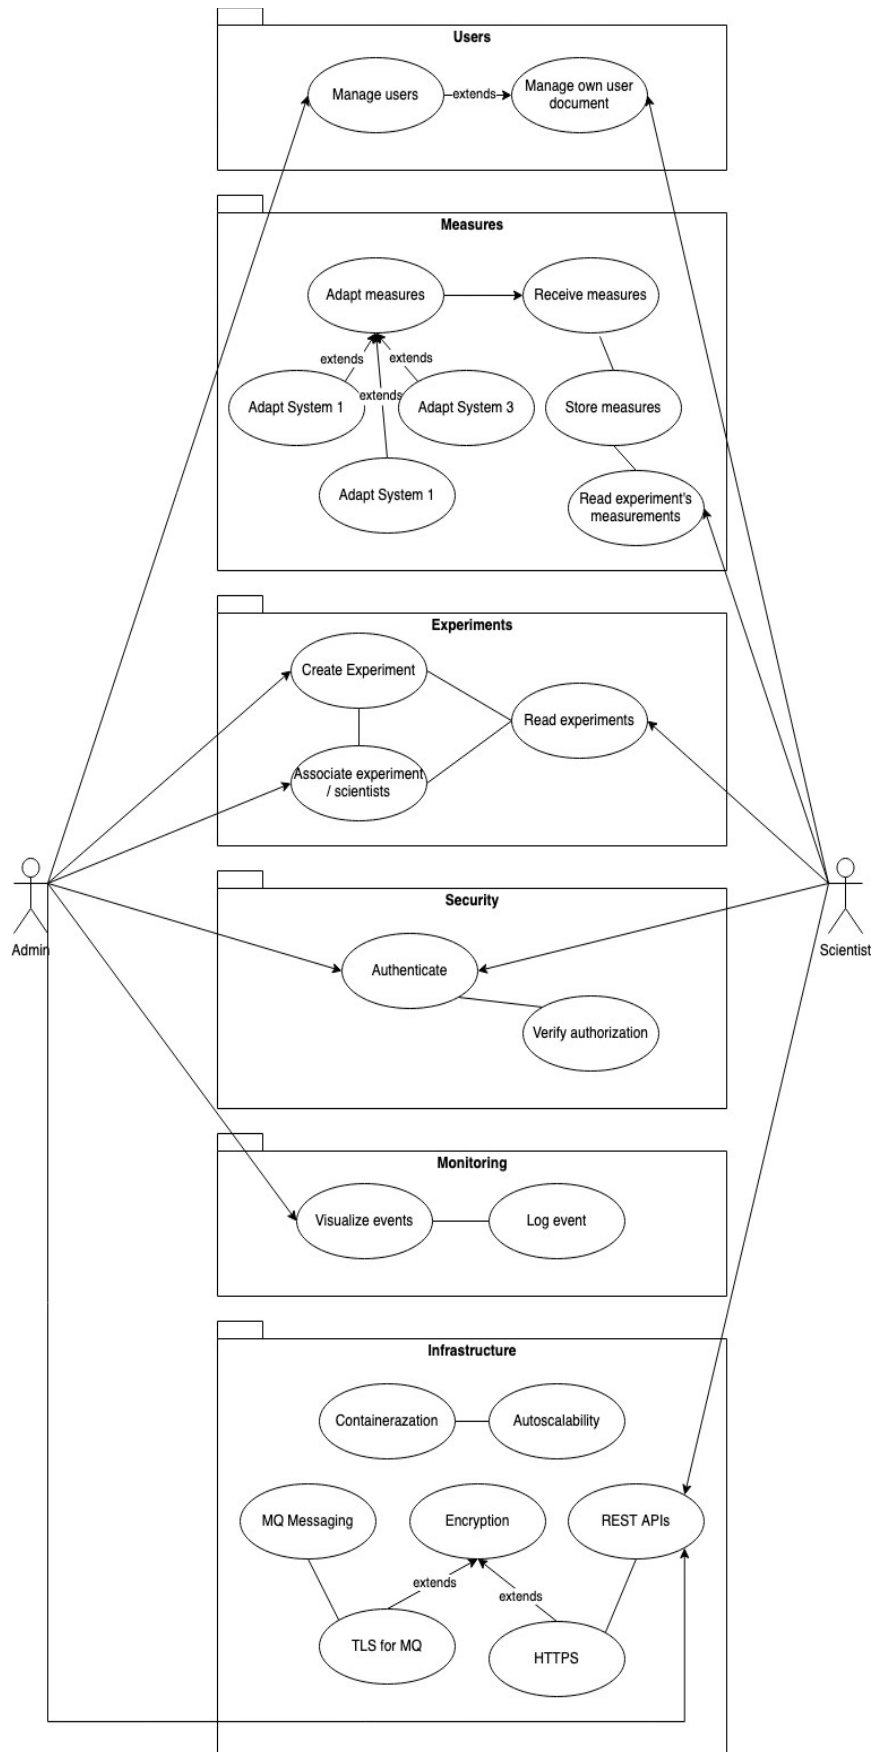 Users
Manage users
extends
Manage own user
document
Measures
Adapt measures
Receive measures
extends
extends
extends
Adapt System 1
Adapt System 3
Store measures
Adapt System 1
Read experiment's
measurements
Experiments
Create Experiment
Read experiments
Associate experiment
/ scientists
Admin
Scientist
Security
Authenticate
Verify authorization
Monitoring
Visualize events
Log event
Infrastructure
Containerazation
Autoscalability
MQ Messaging
Encryption
REST APIs
extends
extends
TLS for MQ
HTTPS